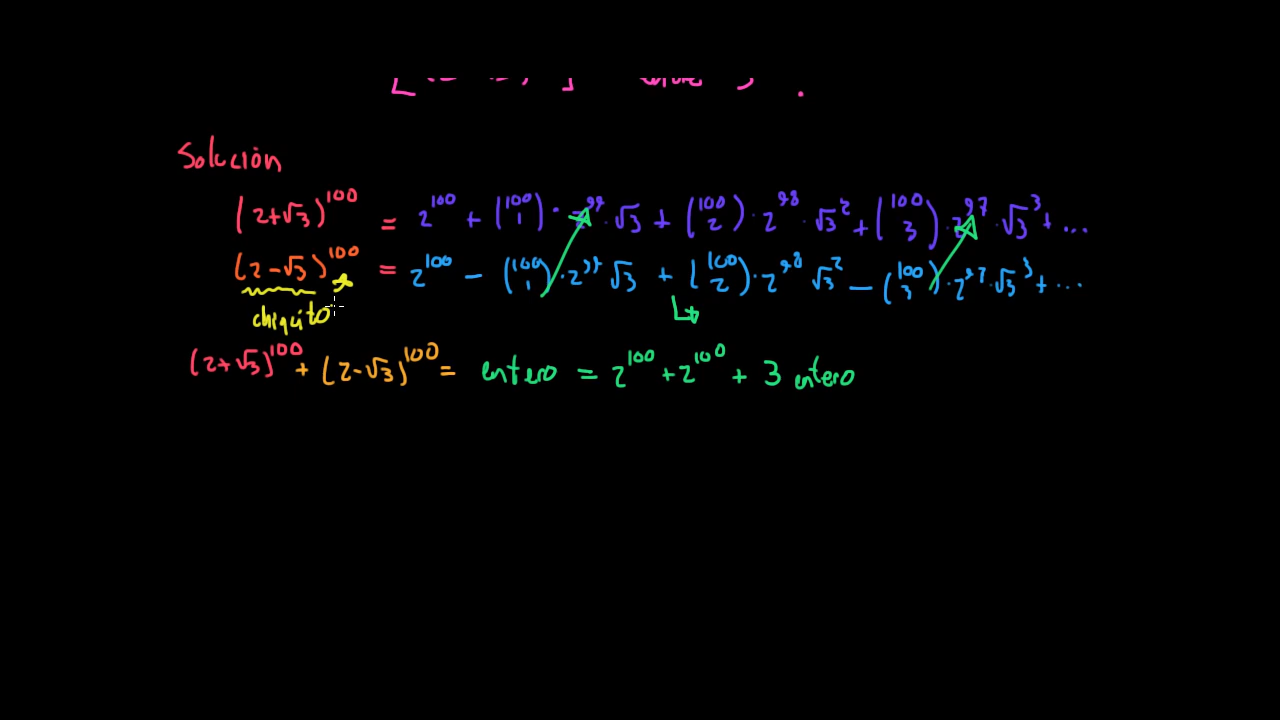 Solución
(2+√3)^100 = 2^100 + (100 1) · 2^99 · √3 + (100 2) · 2^98 · √3^2 + (100 3) · 2^97 · √3^3 + ...
(2-√3)^100 = 2^100 - (100 1) · 2^99 √3 + (100 2) · 2^98 √3^2 - (100 3) · 2^97 · √3^3 + ...
chiquito
(2+√3)^100 + (2-√3)^100 = entero = 2^100 + 2^100 + 3 entero